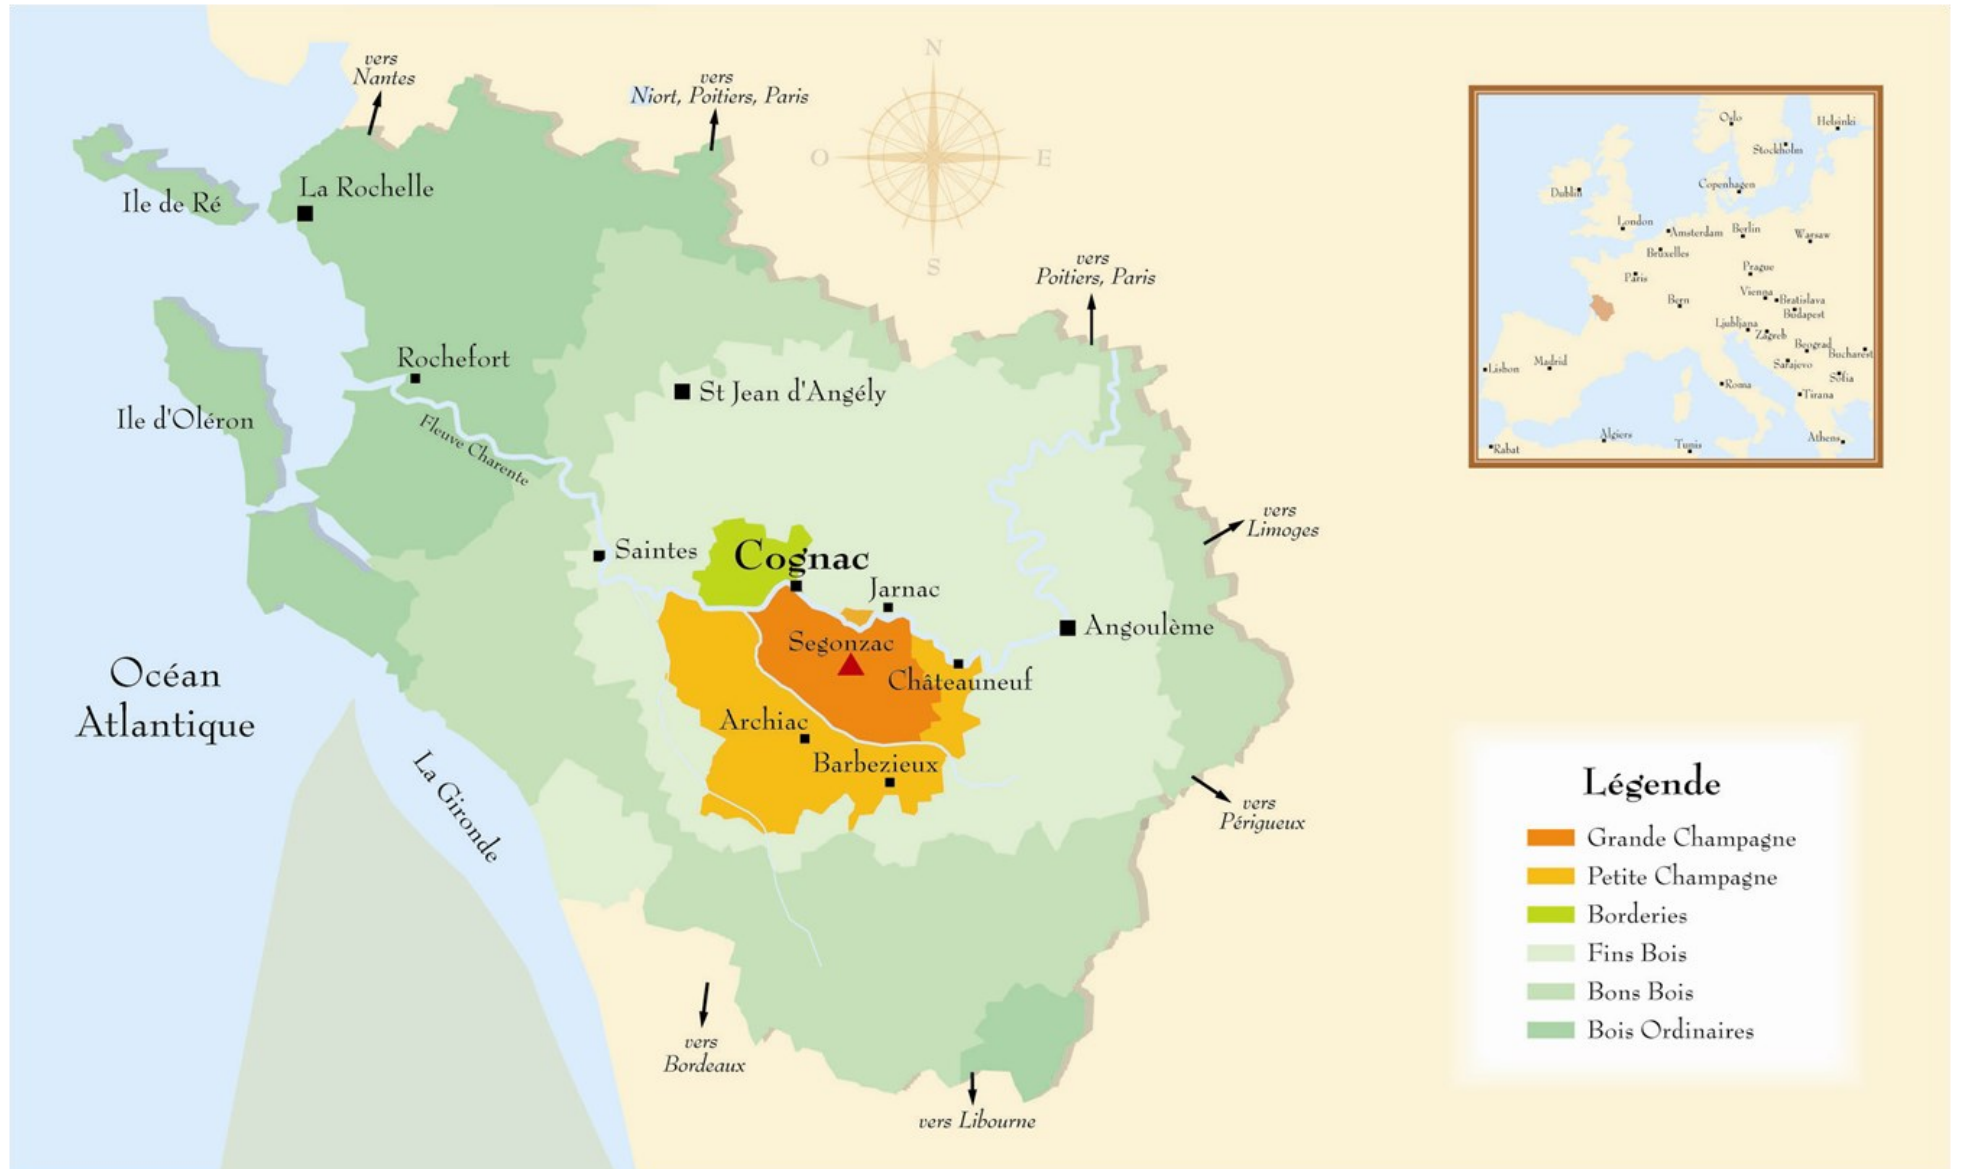 vers
Nantes
vers
Niort, Poitiers, Paris
N
O
E
S
Ile de Ré
La Rochelle
vers
Poitiers, Paris
Rochefort
St Jean d'Angély
Ile d'Oléron
Fleuve Charente
vers
Limoges
Saintes
Cognac
Jarnac
Angoulème
Segonzac
Châteauneuf
Océan
Atlantique
Archiac
Barbezieux
La Gironde
vers
Périgueux
vers
Bordeaux
vers Libourne
Oslo
Helsinki
Stockholm
Copenhagen
Dublin
London
Amsterdam
Berlin
Warsaw
Bruxelles
Paris
Prague
Vienna
Bratislava
Bern
Budapest
Ljubljana
Zagreb
Beograd
Bucharest
Madrid
Sarajevo
Lisbon
Sofia
Roma
Tirana
Algiers
Tunis
Athens
Rabat
Légende
Grande Champagne
Petite Champagne
Borderies
Fins Bois
Bons Bois
Bois Ordinaires